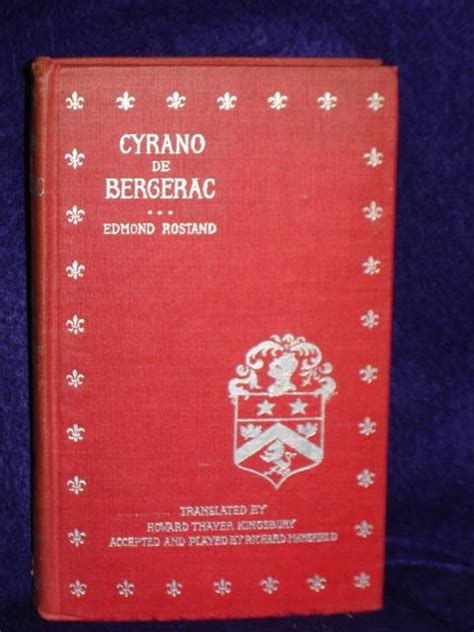 CYRANO
DE
BERGERAC
EDMOND ROSTAND
TRANSLATED BY
HOWARD THAYER KINGSBURY
ACCEPTED AND PLAYED BY RICHARD MANSFIELD